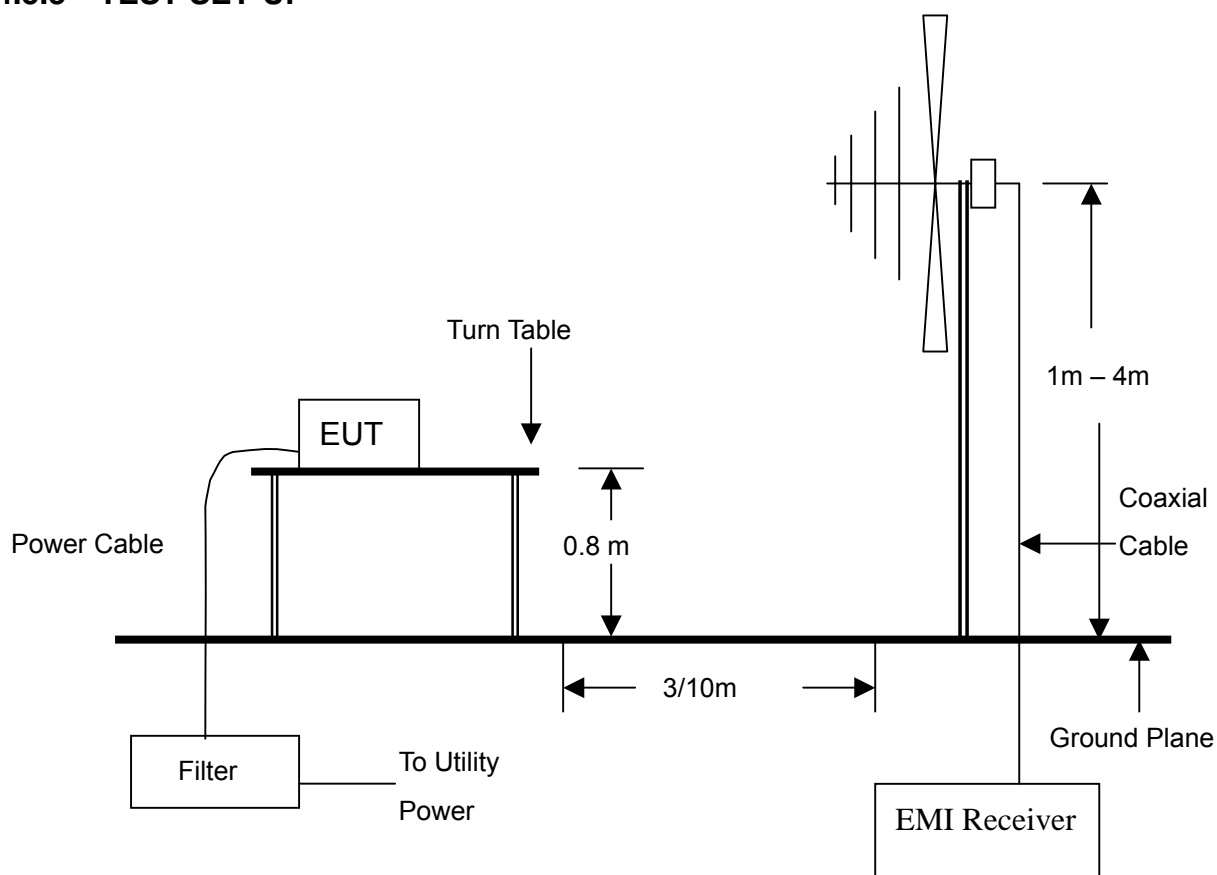 Turn Table
EUT
1m – 4m
Power Cable
0.8 m
Coaxial
Cable
3/10m
Ground Plane
Filter
To Utility
Power
EMI Receiver